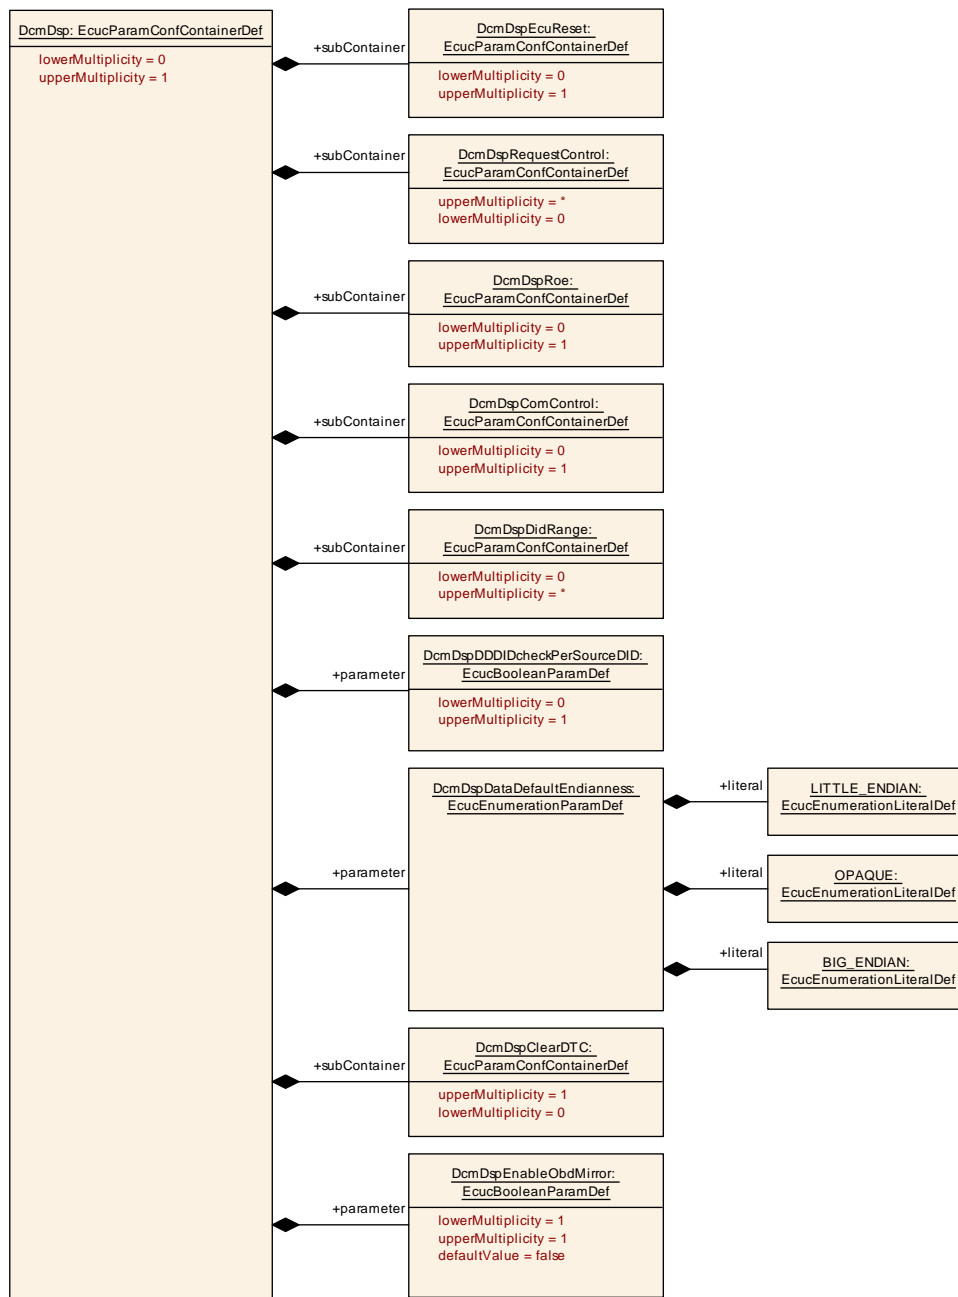 DcmDsp: EcucParamConfContainerDef
lowerMultiplicity = 0
upperMultiplicity = 1
+subContainer
DcmDspEcuReset:
EcucParamConfContainerDef
lowerMultiplicity = 0
upperMultiplicity = 1
+subContainer
DcmDspRequestControl:
EcucParamConfContainerDef
upperMultiplicity = *
lowerMultiplicity = 0
+subContainer
DcmDspRoe:
EcucParamConfContainerDef
lowerMultiplicity = 0
upperMultiplicity = 1
+subContainer
DcmDspComControl:
EcucParamConfContainerDef
lowerMultiplicity = 0
upperMultiplicity = 1
+subContainer
DcmDspDidRange:
EcucParamConfContainerDef
lowerMultiplicity = 0
upperMultiplicity = *
+parameter
DcmDspDDDIDcheckPerSourceDID:
EcucBooleanParamDef
lowerMultiplicity = 0
upperMultiplicity = 1
+parameter
DcmDspDataDefaultEndianness:
EcucEnumerationParamDef
+literal
LITTLE_ENDIAN:
EcucEnumerationLiteralDef
+literal
OPAQUE:
EcucEnumerationLiteralDef
+literal
BIG_ENDIAN:
EcucEnumerationLiteralDef
+subContainer
DcmDspClearDTC:
EcucParamConfContainerDef
upperMultiplicity = 1
lowerMultiplicity = 0
+parameter
DcmDspEnableObdMirror:
EcucBooleanParamDef
lowerMultiplicity = 1
upperMultiplicity = 1
defaultValue = false